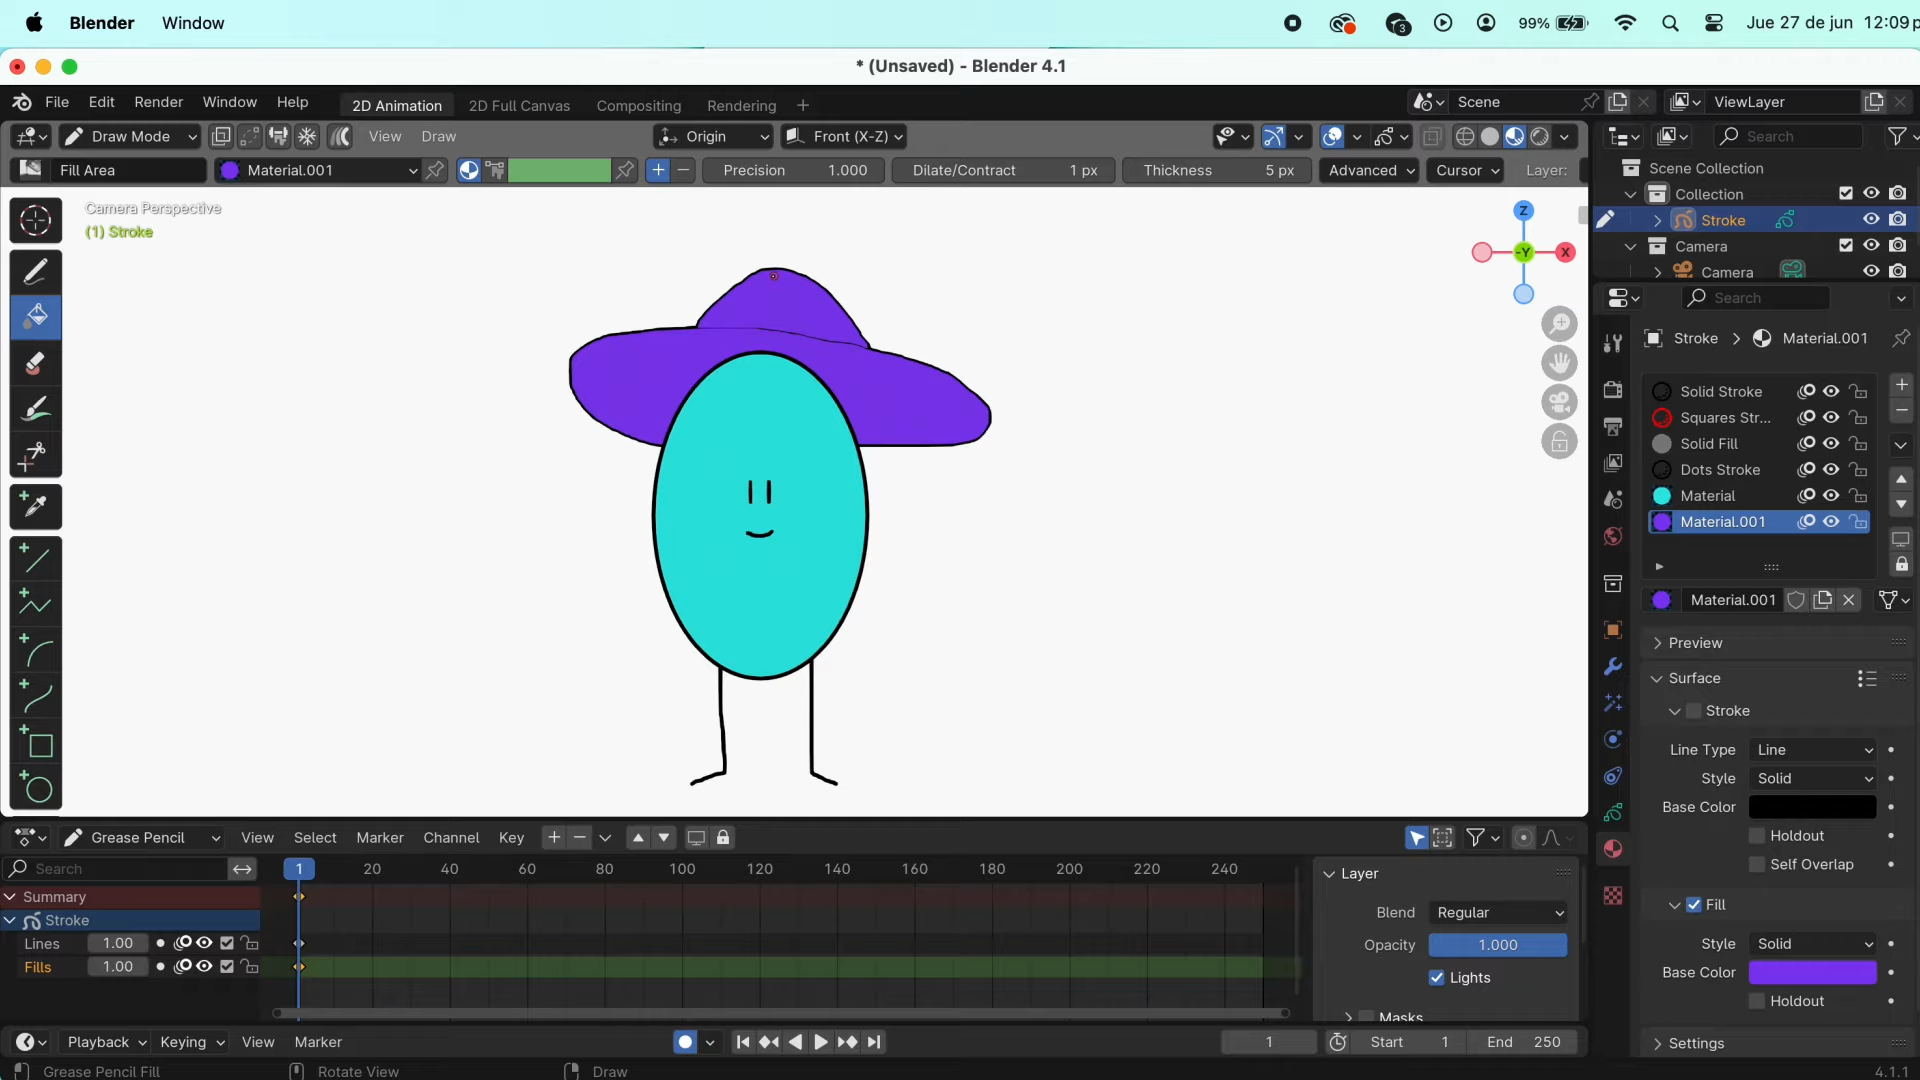 Blender Window 3 99% Jue 27 de jun 12:09 p
* (Unsaved) - Blender 4.1
File Edit Render Window Help 2D Animation 2D Full Canvas Compositing Rendering + Scene ViewLayer
Draw Mode View Draw Origin Front (X-Z) Search
Fill Area Material.001 Precision 1.000 Dilate/Contract 1 px Thickness 5 px Advanced Cursor Layer:
Scene Collection
Collection
Stroke
Camera
Camera
Camera Perspective
(1) Stroke
Z
-Y X
Search
Stroke > Material.001
Solid Stroke
Squares Str...
Solid Fill
Dots Stroke
Material
Material.001
Material.001
Preview
Surface
Stroke
Line Type Line
Style Solid
Base Color
Holdout
Self Overlap
Fill
Style Solid
Base Color
Holdout
Settings
Grease Pencil View Select Marker Channel Key
Search 1 20 40 60 80 100 120 140 160 180 200 220 240
Summary
Stroke
Lines 1.00
Fills 1.00
Layer
Blend Regular
Opacity 1.000
Lights
Masks
Playback Keying View Marker 1 Start 1 End 250
Grease Pencil Fill Rotate View Draw 4.1.1